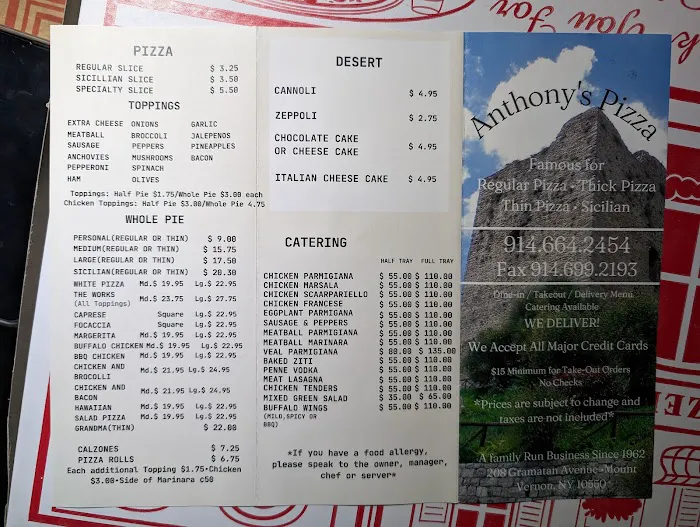 k You For
PIZZA
REGULAR SLICE $ 3.25
SICILLIAN SLICE $ 3.50
SPECIALTY SLICE $ 5.50
TOPPINGS
EXTRA CHEESE ONIONS GARLIC
MEATBALL BROCCOLI JALEPENOS
SAUSAGE PEPPERS PINEAPPLES
ANCHOVIES MUSHROOMS BACON
PEPPERONI SPINACH
HAM OLIVES
Toppings: Half Pie $1.75/Whole Pie $3.00 each
Chicken Toppings: Half Pie $3.00/Whole Pie 4.75
WHOLE PIE
PERSONAL(REGULAR OR THIN) $ 9.00
MEDIUM(REGULAR OR THIN) $ 15.75
LARGE(REGULAR OR THIN) $ 17.50
SICILIAN(REGULAR OR THIN) $ 20.30
WHITE PIZZA Md.$ 19.95 Lg.$ 22.95
THE WORKS Md.$ 23.75 Lg.$ 27.75
(All Toppings)
CAPRESE Square Lg.$ 22.95
FOCACCIA Square Lg.$ 22.95
MARGERITA Md.$ 19.95 Lg.$ 22.95
BUFFALO CHICKEN Md.$ 19.95 Lg.$ 22.95
BBQ CHICKEN Md.$ 19.95 Lg.$ 22.95
CHICKEN AND Md.$ 21.95 Lg.$ 24.95
BROCOLLI
CHICKEN AND Md.$ 21.95 Lg.$ 24.95
BACON
HAWAIIAN Md.$ 19.95 Lg.$ 22.95
SALAD PIZZA Md.$ 19.95 Lg.$ 22.95
GRANDMA(THIN) $ 22.00
CALZONES $ 7.25
PIZZA ROLLS $ 6.75
Each additional Topping $1.75•Chicken
$3.00•Side of Marinara c50
DESERT
CANNOLI $ 4.95
ZEPPOLI $ 2.75
CHOCOLATE CAKE
OR CHEESE CAKE $ 4.95
ITALIAN CHEESE CAKE $ 4.95
CATERING
HALF TRAY FULL TRAY
CHICKEN PARMIGIANA $ 55.00 $ 110.00
CHICKEN MARSALA $ 55.00 $ 110.00
CHICKEN SCARRPARIELLO $ 55.00 $ 110.00
CHICKEN FRANCESE $ 55.00 $ 110.00
EGGPLANT PARMIGANA $ 55.00 $ 110.00
SAUSAGE & PEPPERS $ 55.00 $ 110.00
MEATBALL PARMIGIANA $ 55.00 $ 110.00
MEATBALL MARINARA $ 55.00 $ 110.00
VEAL PARMIGIANA $ 80.00 $ 135.00
BAKED ZITI $ 55.00 $ 110.00
PENNE VODKA $ 55.00 $ 110.00
MEAT LASAGNA $ 55.00 $ 110.00
CHICKEN TENDERS $ 55.00 $ 110.00
MIXED GREEN SALAD $ 35.00 $ 65.00
BUFFALO WINGS $ 55.00 $ 110.00
(MILD,SPICY OR
BBQ)
*If you have a food allergy,
please speak to the owner, manager,
chef or server*
Anthony's Pizza
Famous for
Regular Pizza • Thick Pizza
Thin Pizza • Sicilian
914.664.2454
Fax 914.699.2193
Dine-in / Takeout / Delivery Menu
Catering Available
WE DELIVER!
We Accept All Major Credit Cards
$15 Minimum for Take-Out Orders
No Checks
*Prices are subject to change and
taxes are not included*
A family Run Business Since 1962
208 Gramatan Avenue•Mount
Vernon, NY 10550